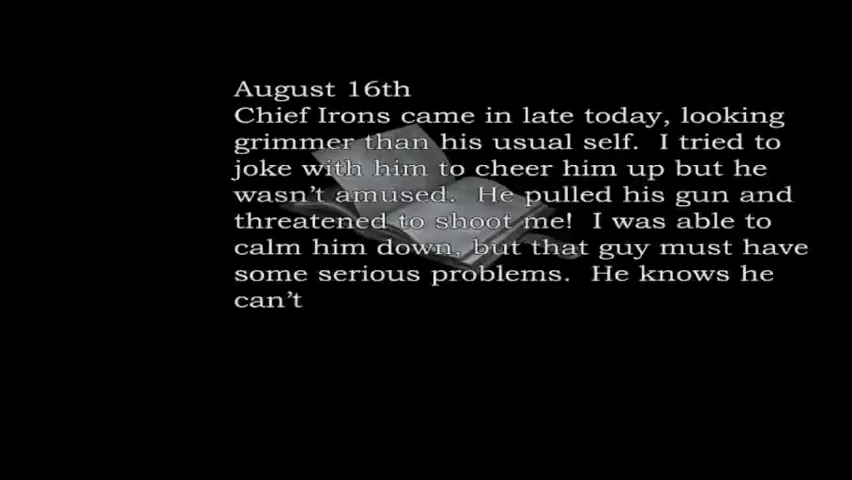 August 16th
Chief Irons came in late today, looking
grimmer than his usual self.  I tried to
joke with him to cheer him up but he
wasn't amused.  He pulled his gun and
threatened to shoot me!  I was able to
calm him down, but that guy must have
some serious problems.  He knows he
can't